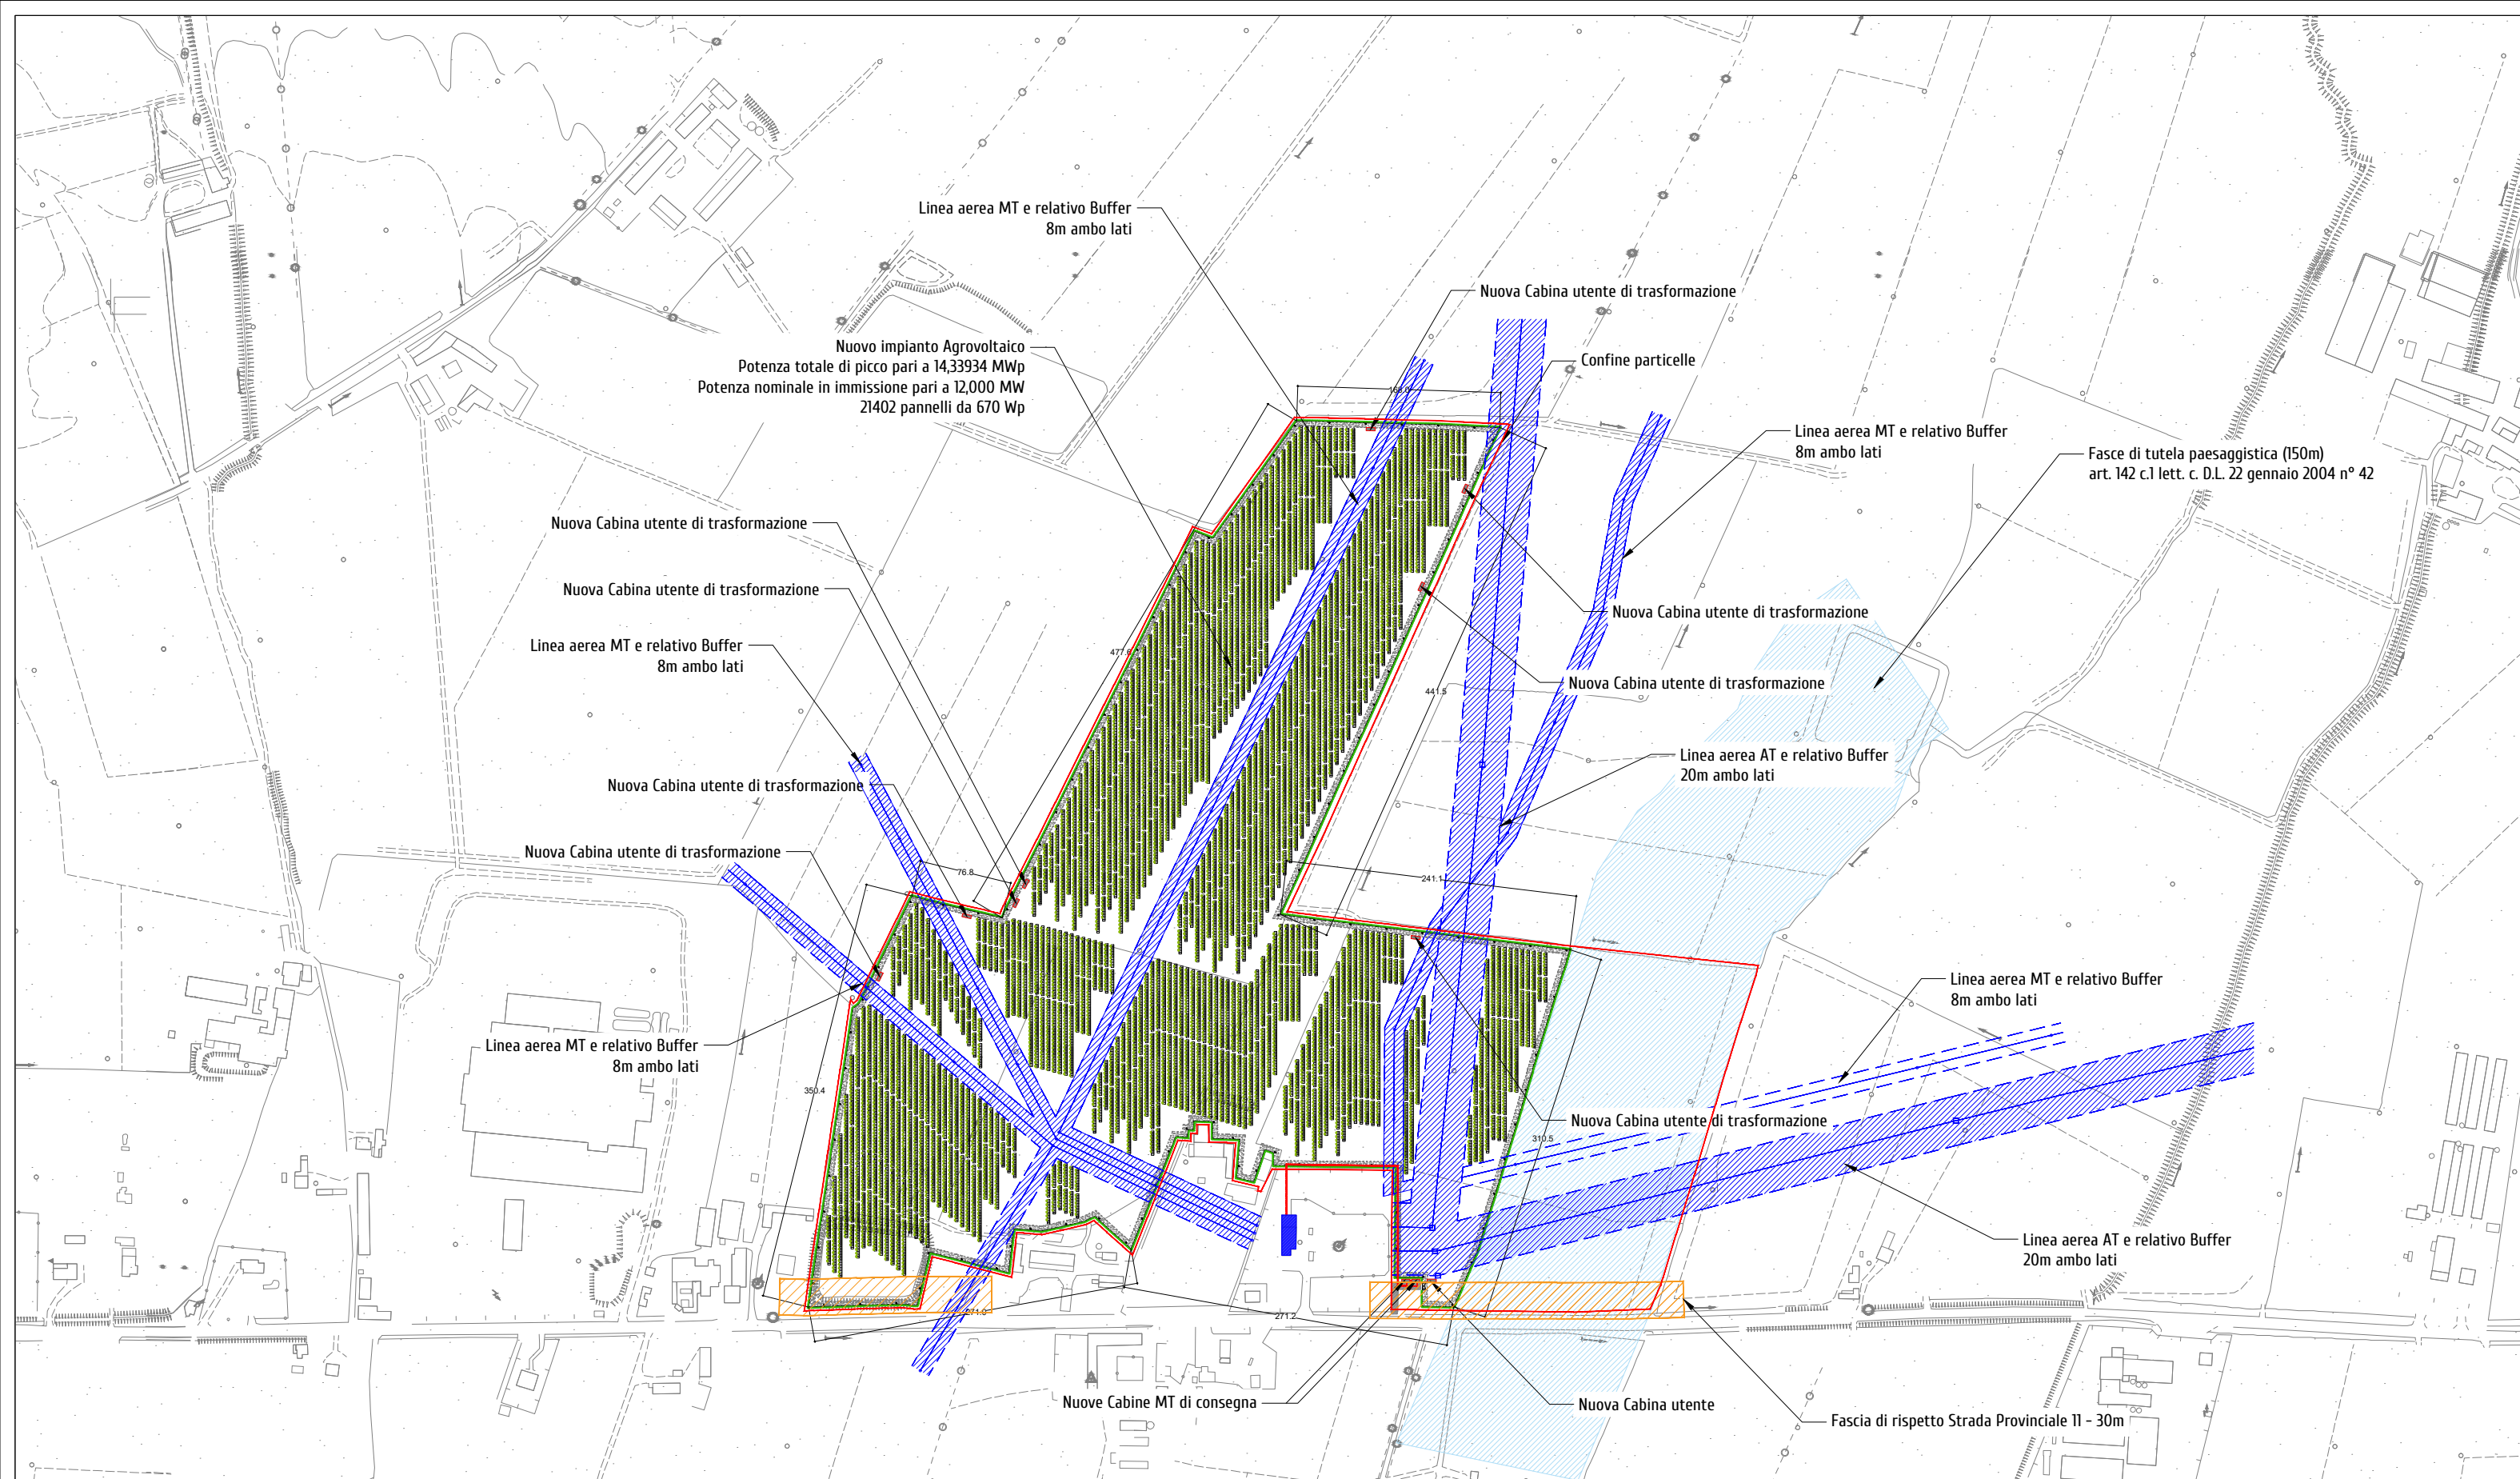 Linea aerea MT e relativo Buffer
8m ambo lati
Nuova Cabina utente di trasformazione
Nuovo impianto Agrovoltaico
Potenza totale di picco pari a 14,33934 MWp
Potenza nominale in immissione pari a 12,000 MW
21402 pannelli da 670 Wp
Confine particelle
Linea aerea MT e relativo Buffer
8m ambo lati
Fasce di tutela paesaggistica (150m)
art. 142 c.1 lett. c. D.L. 22 gennaio 2004 n° 42
Nuova Cabina utente di trasformazione
Nuova Cabina utente di trasformazione
Nuova Cabina utente di trasformazione
Linea aerea MT e relativo Buffer
8m ambo lati
477.6
Nuova Cabina utente di trasformazione
441.5
Linea aerea AT e relativo Buffer
20m ambo lati
Nuova Cabina utente di trasformazione
Nuova Cabina utente di trasformazione
76.8
241.1
Linea aerea MT e relativo Buffer
8m ambo lati
Linea aerea MT e relativo Buffer
8m ambo lati
350.4
Nuova Cabina utente di trasformazione
310.5
Linea aerea AT e relativo Buffer
20m ambo lati
271.0
271.2
Nuove Cabine MT di consegna
Nuova Cabina utente
Fascia di rispetto Strada Provinciale 11 - 30m